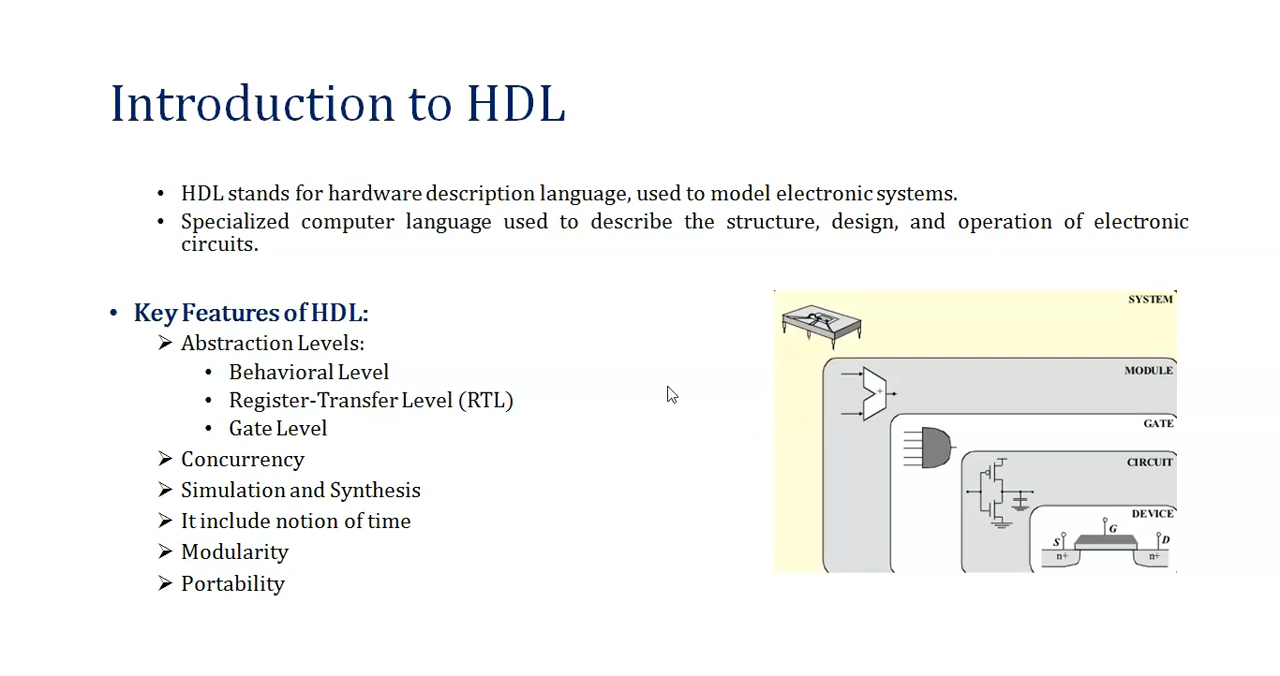 Introduction to HDL
• HDL stands for hardware description language, used to model electronic systems.
• Specialized computer language used to describe the structure, design, and operation of electronic
circuits.
• Key Features of HDL:
➢ Abstraction Levels:
• Behavioral Level
• Register-Transfer Level (RTL)
• Gate Level
➢ Concurrency
➢ Simulation and Synthesis
➢ It include notion of time
➢ Modularity
➢ Portability
SYSTEM
MODULE
+
GATE
CIRCUIT
DEVICE
G
S
D
n+
n+